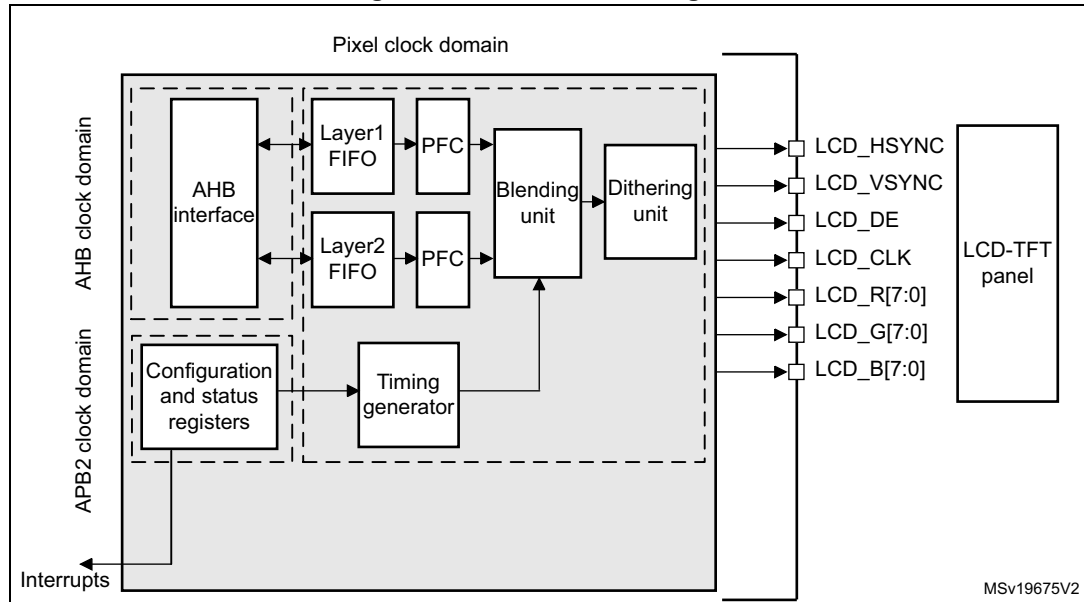 Pixel clock domain
AHB clock domain
AHB
interface
Layer1
FIFO
PFC
Layer2
FIFO
PFC
Blending
unit
Dithering
unit
APB2 clock domain
Configuration
and status
registers
Timing
generator
Interrupts
LCD_HSYNC
LCD_VSYNC
LCD_DE
LCD_CLK
LCD_R[7:0]
LCD_G[7:0]
LCD_B[7:0]
LCD-TFT
panel
MSv19675V2